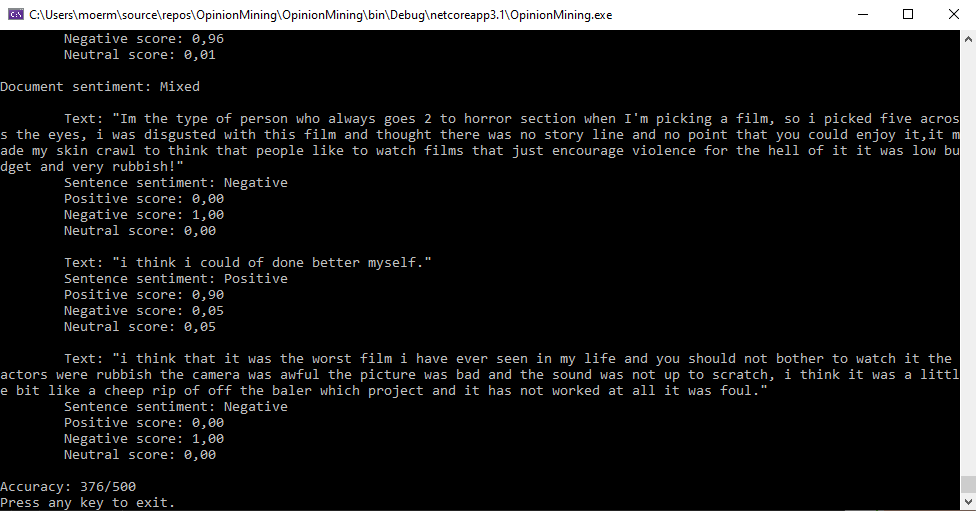 C:\Users\moerm\source\repos\OpinionMining\OpinionMining\bin\Debug\netcoreapp3.1\OpinionMining.exe
Negative score: 0,96
Neutral score: 0,01
Document sentiment: Mixed
Text: "Im the type of person who always goes 2 to horror section when I'm picking a film, so i picked five acros
s the eyes, i was disgusted with this film and thought there was no story line and no point that you could enjoy it,it m
ade my skin crawl to think that people like to watch films that just encourage violence for the hell of it it was low bu
dget and very rubbish!"
Sentence sentiment: Negative
Positive score: 0,00
Negative score: 1,00
Neutral score: 0,00
Text: "i think i could of done better myself."
Sentence sentiment: Positive
Positive score: 0,90
Negative score: 0,05
Neutral score: 0,05
Text: "i think that it was the worst film i have ever seen in my life and you should not bother to watch it the
actors were rubbish the camera was awful the picture was bad and the sound was not up to scratch, i think it was a littl
e bit like a cheep rip of off the baler which project and it has not worked at all it was foul."
Sentence sentiment: Negative
Positive score: 0,00
Negative score: 1,00
Neutral score: 0,00
Accuracy: 376/500
Press any key to exit.